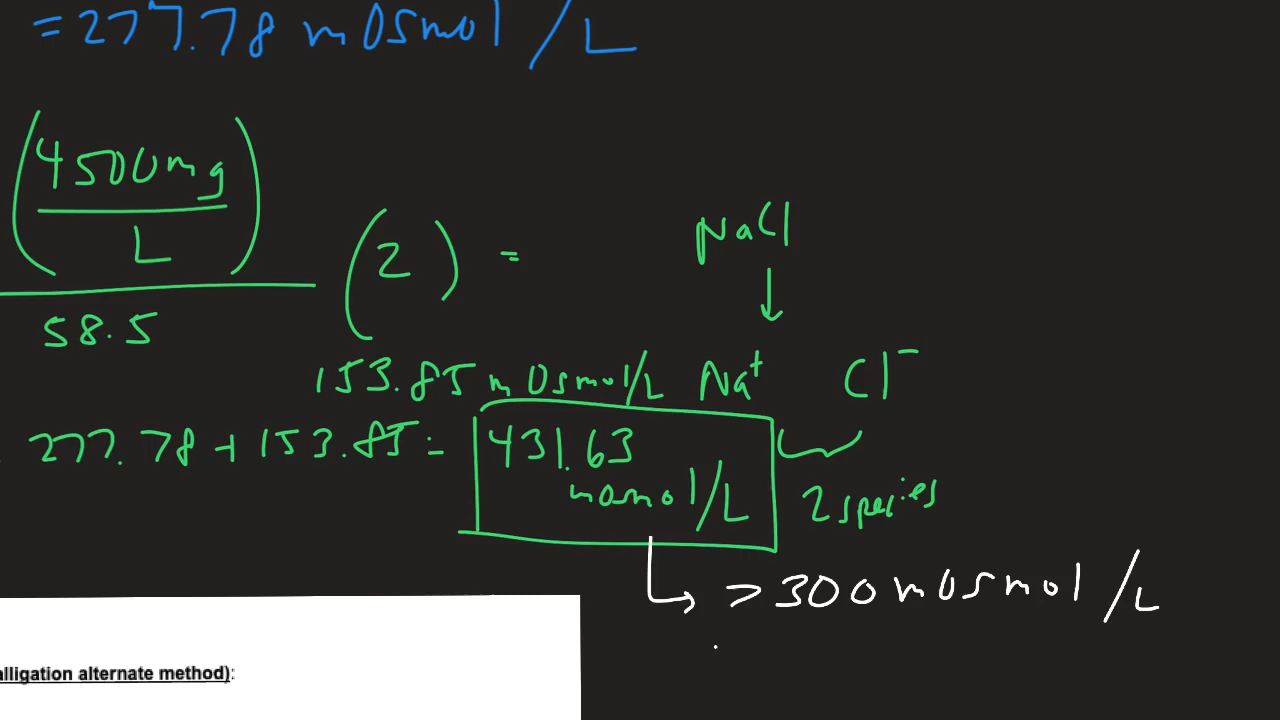 =277.78 mOsmol/L
(4500mg
L)
(2) =
NaCl
↓
58.5
153.85 mOsmol/L
Na⁺ Cl⁻
277.78 + 153.85 = 431.63
mosmol/L
2 species
↳ >300 mOsmol/L
alligation alternate method):